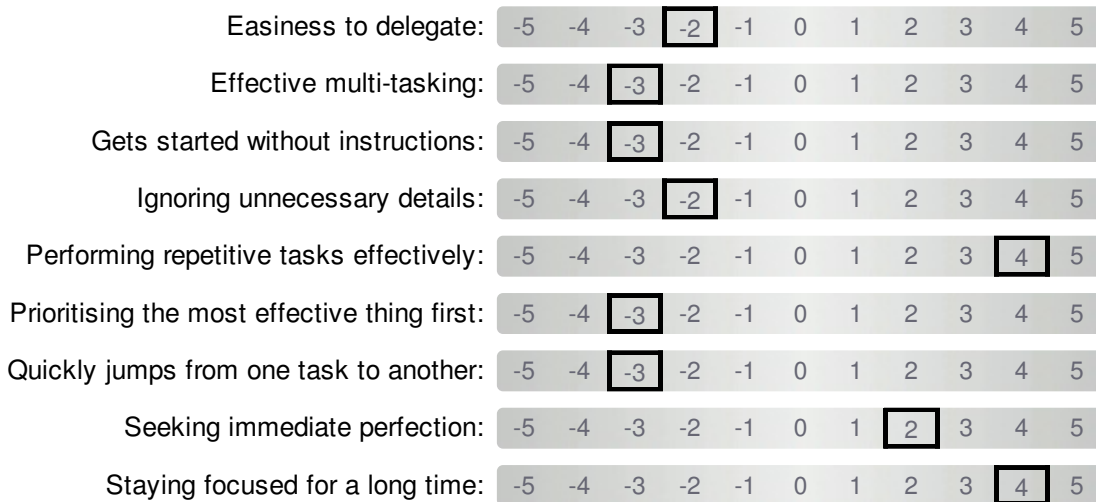 Easiness to delegate: -5 -4 -3 -2 -1 0 1 2 3 4 5
Effective multi-tasking: -5 -4 -3 -2 -1 0 1 2 3 4 5
Gets started without instructions: -5 -4 -3 -2 -1 0 1 2 3 4 5
Ignoring unnecessary details: -5 -4 -3 -2 -1 0 1 2 3 4 5
Performing repetitive tasks effectively: -5 -4 -3 -2 -1 0 1 2 3 4 5
Prioritising the most effective thing first: -5 -4 -3 -2 -1 0 1 2 3 4 5
Quickly jumps from one task to another: -5 -4 -3 -2 -1 0 1 2 3 4 5
Seeking immediate perfection: -5 -4 -3 -2 -1 0 1 2 3 4 5
Staying focused for a long time: -5 -4 -3 -2 -1 0 1 2 3 4 5